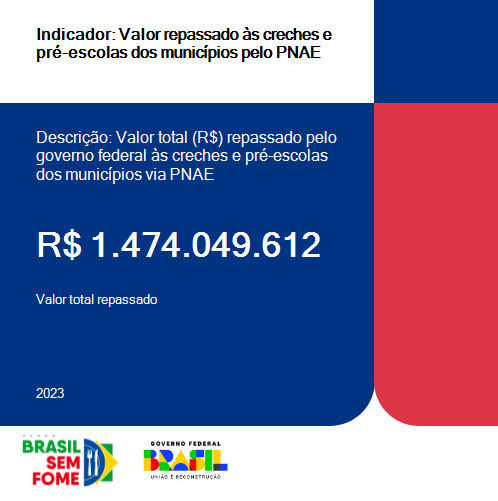 Indicador: Valor repassado às creches e
pré-escolas dos municípios pelo PNAE
Descrição: Valor total (R$) repassado pelo
governo federal às creches e pré-escolas
dos municípios via PNAE
R$ 1.474.049.612
Valor total repassado
2023
PLANO
BRASIL
SEM
FOME
GOVERNO FEDERAL
BRASIL
UNIÃO E RECONSTRUÇÃO